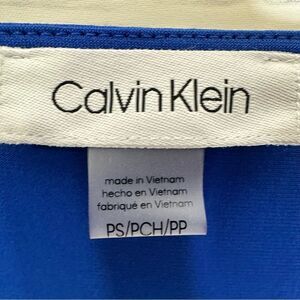 Calvin Klein
made in Vietnam
hecho en Vietnam
fabriqué en Vietnam
PS/PCH/PP